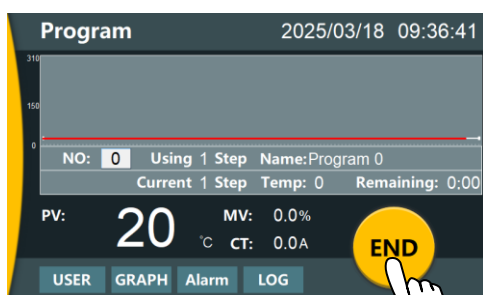 Program 2025/03/18 09:36:41
310
150
0
NO: 0 Using 1 Step Name:Program 0
Current 1 Step Temp: 0 Remaining: 0:00
PV: 20 °C MV: 0.0%
CT: 0.0A
END
USER GRAPH Alarm LOG